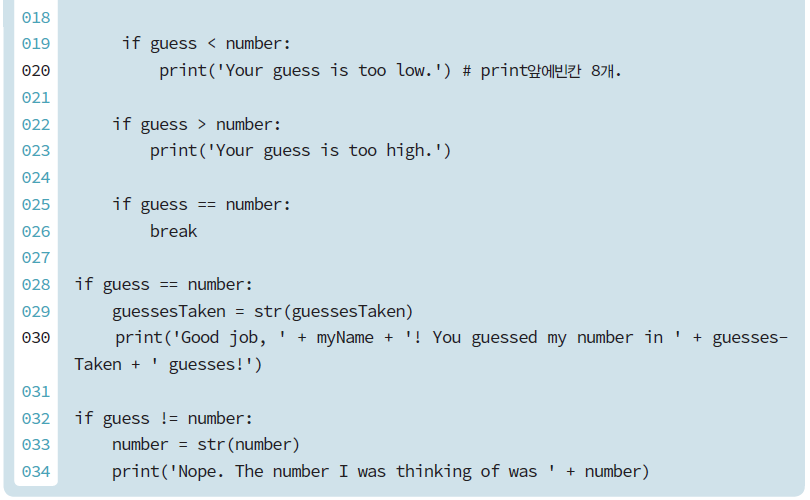 018
019 if guess < number:
020 print('Your guess is too low.') # print앞에빈칸 8개.
021
022 if guess > number:
023 print('Your guess is too high.')
024
025 if guess == number:
026 break
027
028 if guess == number:
029 guessesTaken = str(guessesTaken)
030 print('Good job, ' + myName + '! You guessed my number in ' + guesses-
Taken + ' guesses!')
031
032 if guess != number:
033 number = str(number)
034 print('Nope. The number I was thinking of was ' + number)